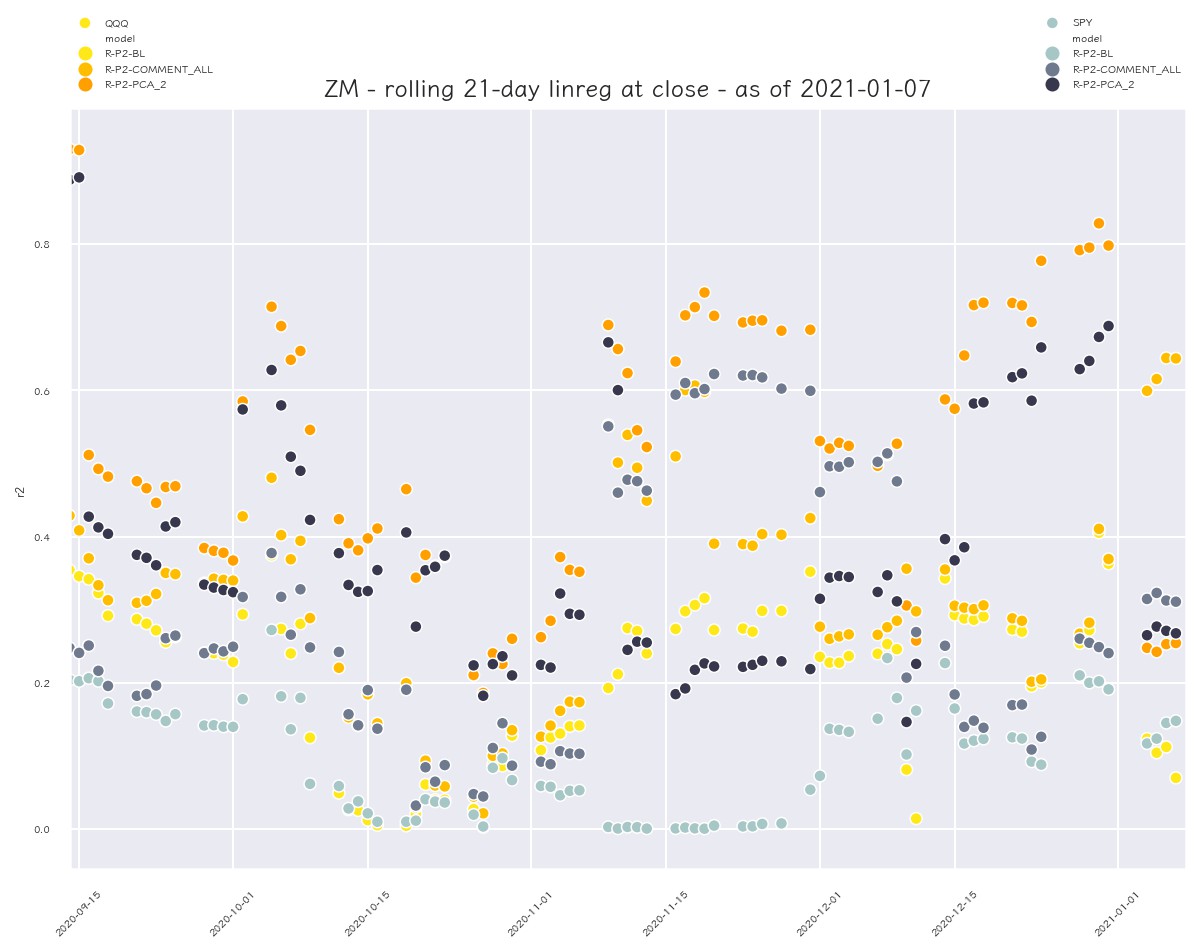 QQQ
model
R-P2-BL
R-P2-COMMENT_ALL
R-P2-PCA_2
SPY
model
R-P2-BL
R-P2-COMMENT_ALL
R-P2-PCA_2
ZM - rolling 21-day linreg at close - as of 2021-01-07
0.8
0.6
0.4
0.2
0.0
r2
2020-09-15
2020-10-01
2020-10-15
2020-11-01
2020-11-15
2020-12-01
2020-12-15
2021-01-01